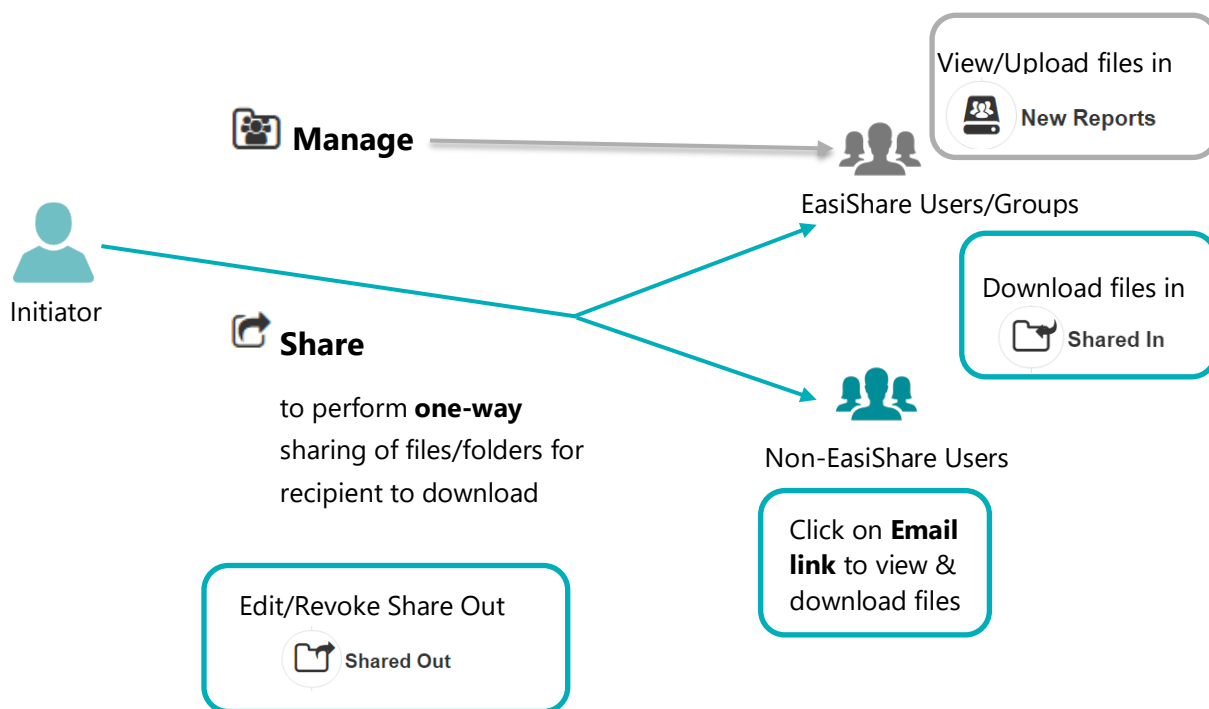 View/Upload files in
New Reports
Manage
EasiShare Users/Groups
Initiator
Download files in
Shared In
Share
to perform one-way
sharing of files/folders for
recipient to download
Non-EasiShare Users
Click on Email
link to view &
download files
Edit/Revoke Share Out
Shared Out